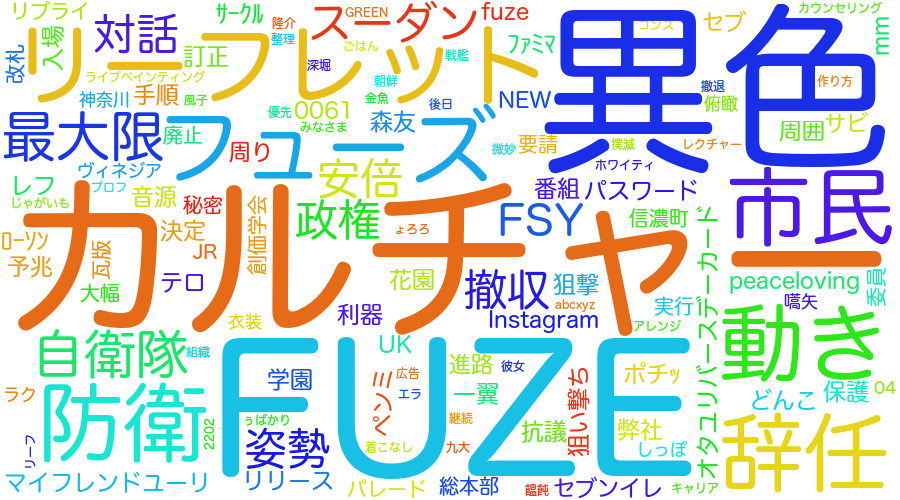 リプライ
サークル
隆介
GREEN
スーダン
fuze
コンス
セブ
カウンセリング
改札
入場
リーフレット
対話
訂正
整理
ごはん
戦艦
ファミマ
異色
mm
ライブペインティング
深堀
朝鮮
撤退
作り方
神奈川
手順
風子
優先
0061
金魚
後日
NEW
俯瞰
最大限
廃止
フューズ
みなさま
森友
微妙
要請
撲滅
レクチャー
周囲
サビ
周り
ヴィネジア
ホワイティ
レフ
プロフ
音源
秘密
安倍
番組
パスワード
市民
じゃがいも
カルチャー
政権
FSY
信濃町
ローソン
瓦版
決定
JR
創価学会
ょろろ
予兆
大幅
テロ
花園
撤収
狙撃
peaceloving
委員
利器
abcxyz
実行
嚆矢
衣装
Instagram
アレンジ
オタユリバースデーカード
動き
自衛隊
組織
FUZE
UK
進路
彼女
学園
ペンミ
広告
エラ
一翼
狙い撃ち
ポチッ
どんこ
保護
04
ラク
防衛
2202
うばかり
継続
抗議
弊社
辞任
リーフ
姿勢
着こなし
九大
しっぽ
マイフレンドユーリ
リリース
パレード
総本部
饂飩
セブンイレ
キャリア